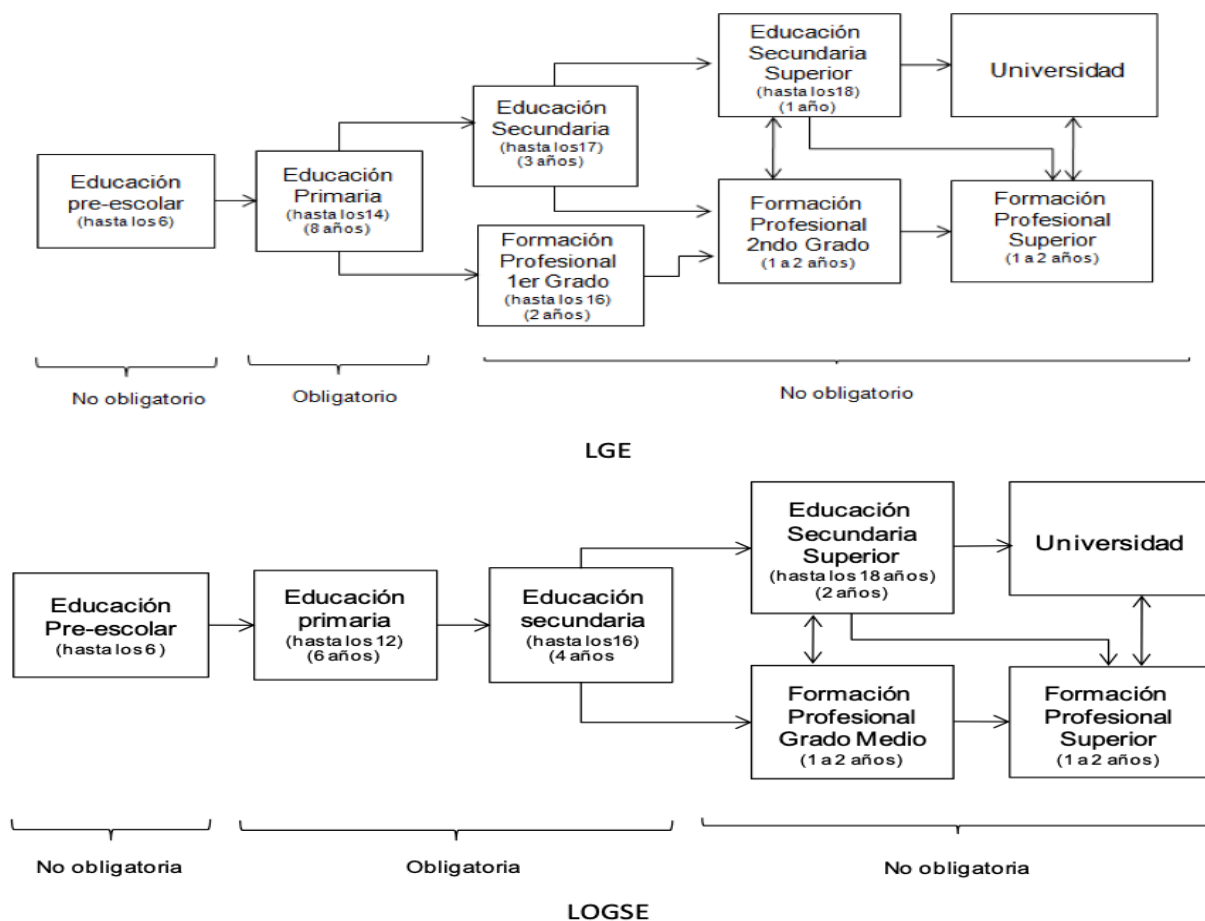 Educación
pre-escolar
(hasta los 6)
Educación
Primaria
(hasta los14)
(8 años)
Educación
Secundaria
(hasta los17)
(3 años)
Formación
Profesional
1er Grado
(hasta los 16)
(2 años)
Educación
Secundaria
Superior
(hasta los18)
(1 año)
Universidad
Formación
Profesional
2ndo Grado
(1 a 2 años)
Formación
Profesional
Superior
(1 a 2 años)
No obligatorio
Obligatorio
No obligatorio
LGE
Educación
Pre-escolar
(hasta los 6)
Educación
primaria
(hasta los 12)
(6 años)
Educación
secundaria
(hasta los16)
(4 años
Educación
Secundaria
Superior
(hasta los 18 años)
(2 años)
Universidad
Formación
Profesional
Grado Medio
(1 a 2 años)
Formación
Profesional
Superior
(1 a 2 años)
No obligatoria
Obligatoria
No obligatoria
LOGSE